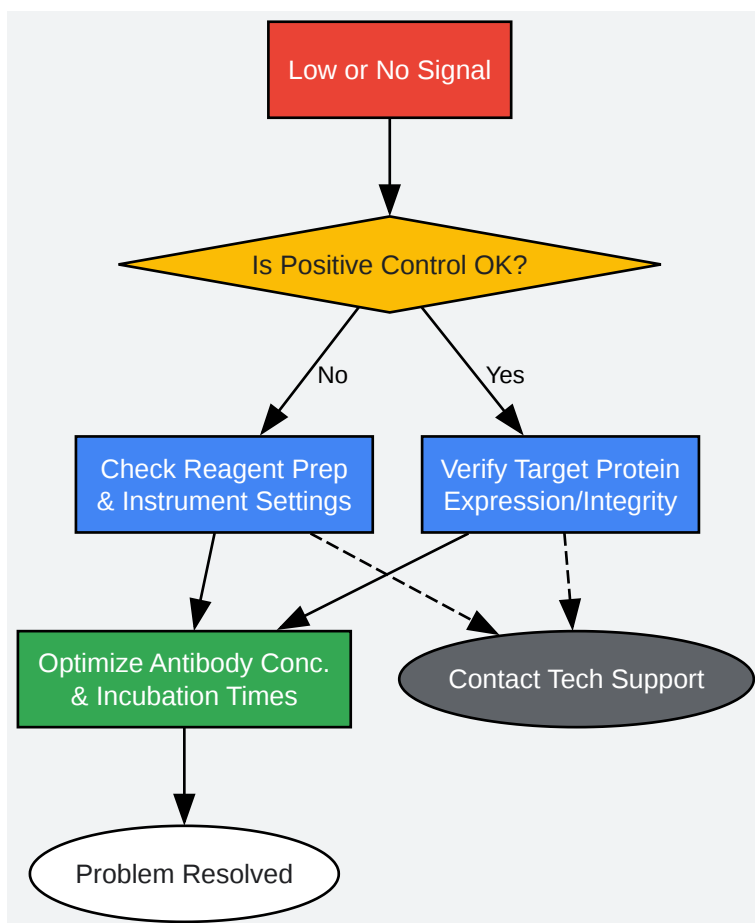 Low or No Signal
Is Positive Control OK?
No
Yes
Check Reagent Prep
& Instrument Settings
Verify Target Protein
Expression/Integrity
Optimize Antibody Conc.
& Incubation Times
Contact Tech Support
Problem Resolved